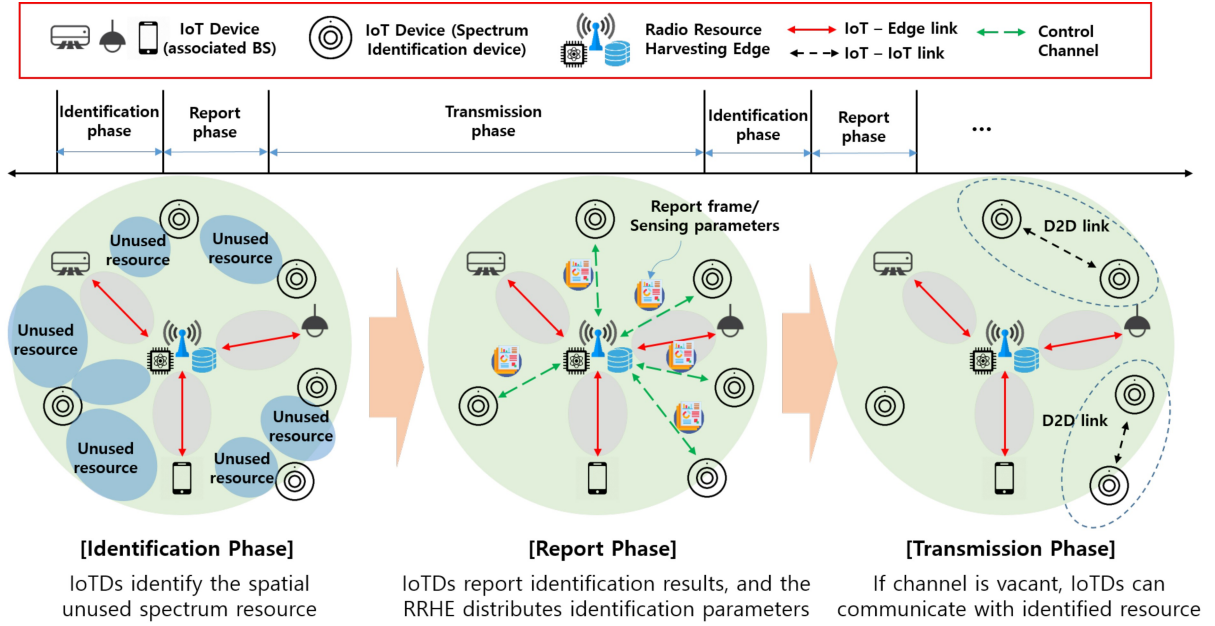 IoT Device
(associated BS)
IoT Device (Spectrum
Identification device)
Radio Resource
Harvesting Edge
IoT – Edge link
IoT – IoT link
Control
Channel
Identification
phase
Report
phase
Transmission
phase
Identification
phase
Report
phase
...
Unused
resource
Unused
resource
Unused
resource
Unused
resource
Unused
resource
Unused
resource
Report frame/
Sensing parameters
D2D link
D2D link
[Identification Phase]
IoTDs identify the spatial
unused spectrum resource
[Report Phase]
IoTDs report identification results, and the
RRHE distributes identification parameters
[Transmission Phase]
If channel is vacant, IoTDs can
communicate with identified resource